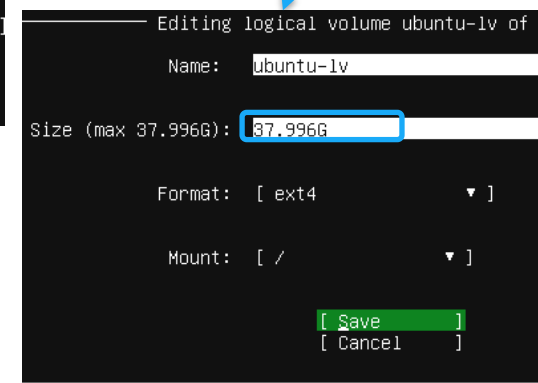 ]
Editing logical volume ubuntu-lv of
Name: ubuntu-lv
Size (max 37.996G): 37.996G
Format: [ ext4 ▾ ]
Mount: [ / ▾ ]
[ Save ]
[ Cancel ]